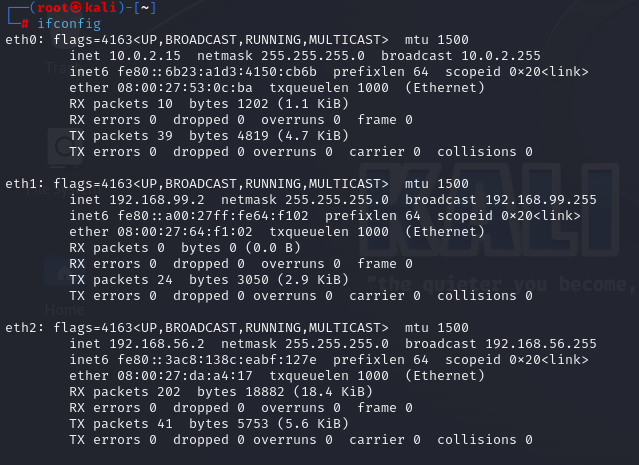 ┌──(root㉿kali)-[~]
└─# ifconfig
eth0: flags=4163<UP,BROADCAST,RUNNING,MULTICAST>  mtu 1500
        inet 10.0.2.15  netmask 255.255.255.0  broadcast 10.0.2.255
        inet6 fe80::6b23:a1d3:4150:cb6b  prefixlen 64  scopeid 0×20<link>
        ether 08:00:27:53:0c:ba  txqueuelen 1000  (Ethernet)
        RX packets 10  bytes 1202 (1.1 KiB)
        RX errors 0  dropped 0  overruns 0  frame 0
        TX packets 39  bytes 4819 (4.7 KiB)
        TX errors 0  dropped 0 overruns 0  carrier 0  collisions 0

eth1: flags=4163<UP,BROADCAST,RUNNING,MULTICAST>  mtu 1500
        inet 192.168.99.2  netmask 255.255.255.0  broadcast 192.168.99.255
        inet6 fe80::a00:27ff:fe64:f102  prefixlen 64  scopeid 0×20<link>
        ether 08:00:27:64:f1:02  txqueuelen 1000  (Ethernet)
        RX packets 0  bytes 0 (0.0 B)
        RX errors 0  dropped 0  overruns 0  frame 0
        TX packets 24  bytes 3050 (2.9 KiB)
        TX errors 0  dropped 0 overruns 0  carrier 0  collisions 0

eth2: flags=4163<UP,BROADCAST,RUNNING,MULTICAST>  mtu 1500
        inet 192.168.56.2  netmask 255.255.255.0  broadcast 192.168.56.255
        inet6 fe80::3ac8:138c:eabf:127e  prefixlen 64  scopeid 0×20<link>
        ether 08:00:27:da:a4:17  txqueuelen 1000  (Ethernet)
        RX packets 202  bytes 18882 (18.4 KiB)
        RX errors 0  dropped 0  overruns 0  frame 0
        TX packets 41  bytes 5753 (5.6 KiB)
        TX errors 0  dropped 0 overruns 0  carrier 0  collisions 0
KALI
"the quieter you become,
Home